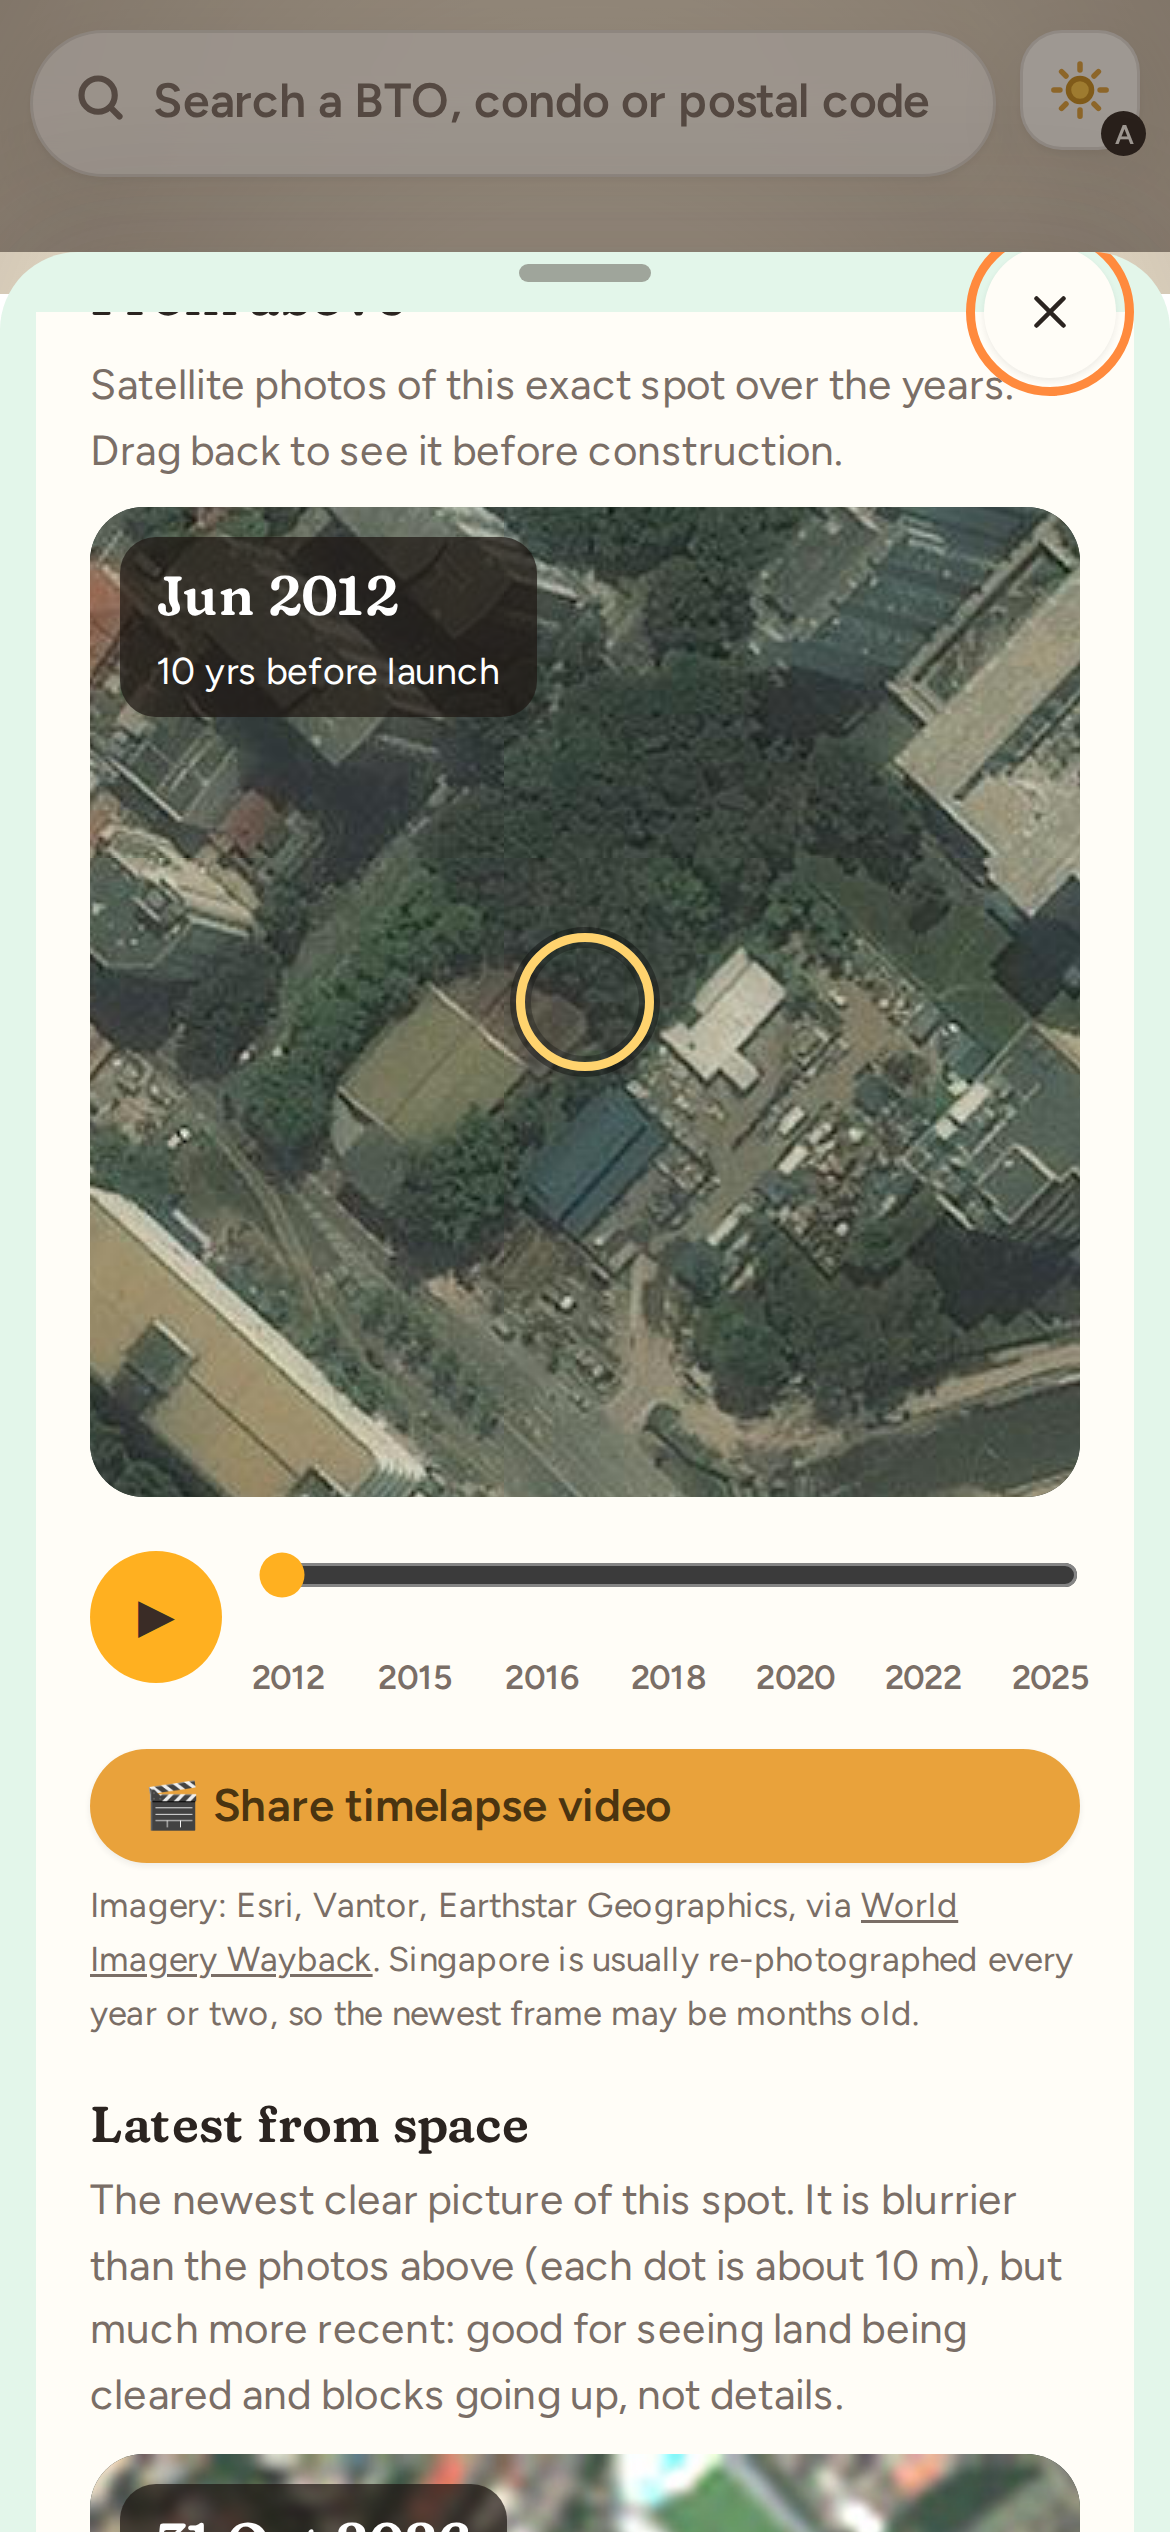 Search a BTO, condo or postal code
A
From above
Satellite photos of this exact spot over the years.
Drag back to see it before construction.
Jun 2012
10 yrs before launch
2012 2015 2016 2018 2020 2022 2025
🎬 Share timelapse video
Imagery: Esri, Vantor, Earthstar Geographics, via World
Imagery Wayback. Singapore is usually re-photographed every
year or two, so the newest frame may be months old.
Latest from space
The newest clear picture of this spot. It is blurrier
than the photos above (each dot is about 10 m), but
much more recent: good for seeing land being
cleared and blocks going up, not details.